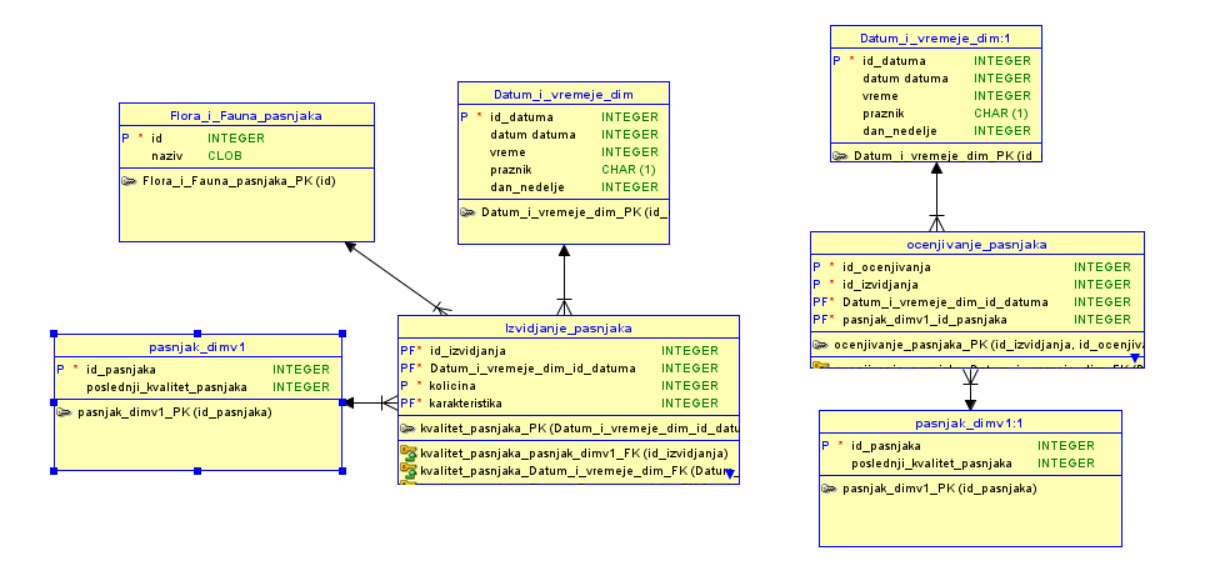 Flora_i_Fauna_pasnjaka
P * id INTEGER
naziv CLOB
Flora_i_Fauna_pasnjaka_PK (id)
Datum_i_vremeje_dim
P * id_datuma INTEGER
datum datuma INTEGER
vreme INTEGER
praznik CHAR (1)
dan_nedelje INTEGER
Datum_i_vremeje_dim_PK (id_
pasnjak_dimv1
P * id_pasnjaka INTEGER
poslednji_kvalitet_pasnjaka INTEGER
pasnjak_dimv1_PK (id_pasnjaka)
Izvidjanje_pasnjaka
PF* id_izvidjanja INTEGER
PF* Datum_i_vremeje_dim_id_datuma INTEGER
P * kolicina INTEGER
PF* karakteristika INTEGER
kvalitet_pasnjaka_PK (Datum_i_vremeje_dim_id_datu
kvalitet_pasnjaka_pasnjak_dimv1_FK (id_izvidjanja)
kvalitet_pasnjaka_Datum_i_vremeje_dim_FK (Datum_
Datum_i_vremeje_dim:1
P * id_datuma INTEGER
datum datuma INTEGER
vreme INTEGER
praznik CHAR (1)
dan_nedelje INTEGER
Datum_i_vremeje_dim_PK (id
ocenjivanje_pasnjaka
P * id_ocenjivanja INTEGER
P * id_izvidjanja INTEGER
PF* Datum_i_vremeje_dim_id_datuma INTEGER
PF* pasnjak_dimv1_id_pasnjaka INTEGER
ocenjivanje_pasnjaka_PK (id_izvidjanja, id_ocenjiva
pasnjak_dimv1:1
P * id_pasnjaka INTEGER
poslednji_kvalitet_pasnjaka INTEGER
pasnjak_dimv1_PK (id_pasnjaka)